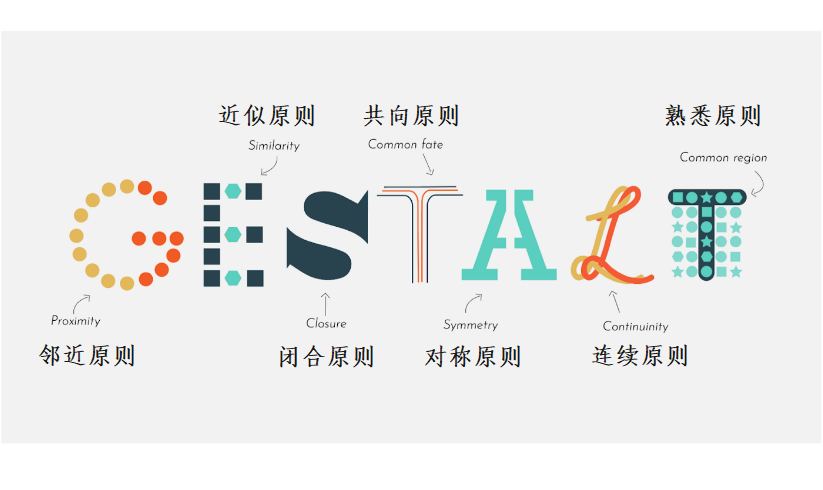 近似原则
共向原则
熟悉原则
Similarity
Common fate
Common region
GESTALT
Proximity
Closure
Symmetry
Continuinity
邻近原则
闭合原则
对称原则
连续原则